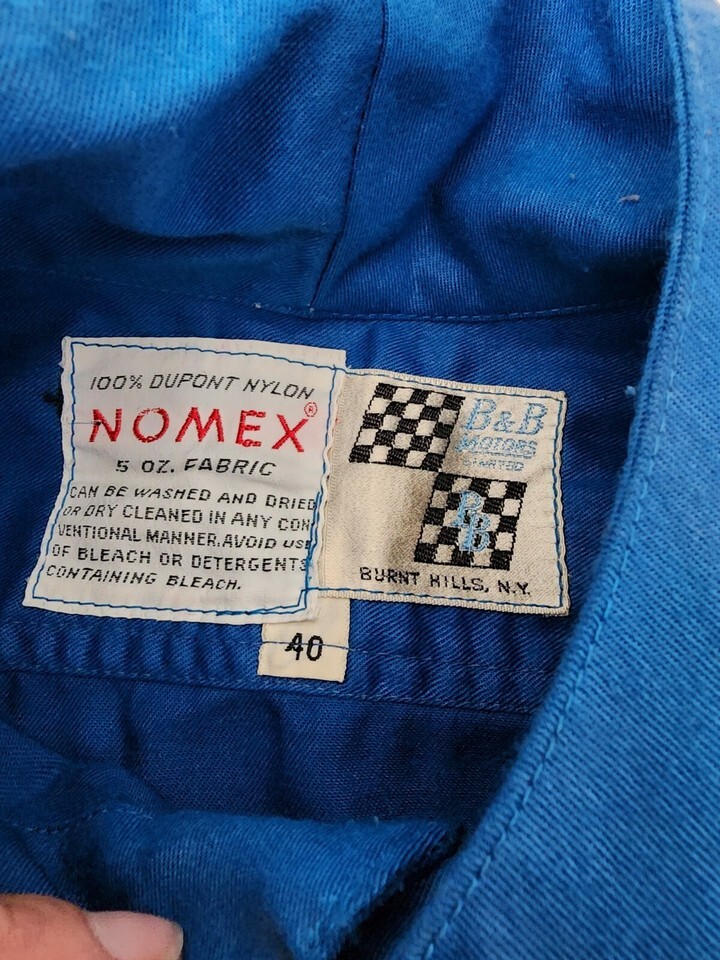 100% DUPONT NYLON
NOMEX®
5 OZ. FABRIC
CAN BE WASHED AND DRIED
OR DRY CLEANED IN ANY CON
VENTIONAL MANNER. AVOID USE
OF BLEACH OR DETERGENTS
CONTAINING BLEACH.
B&B
MOTORS
BB
BURNT HILLS, N.Y.
40